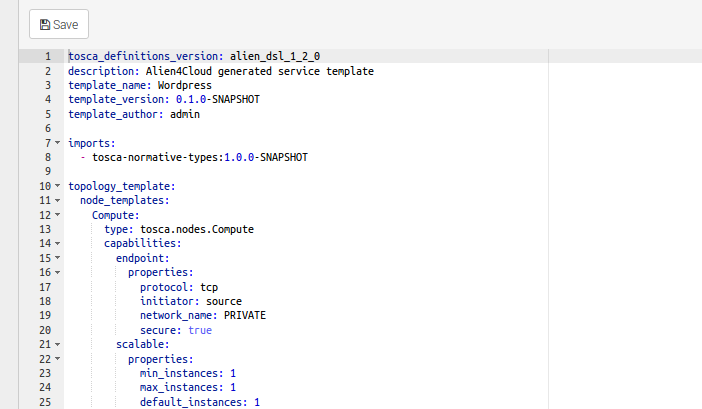 Save
1 tosca_definitions_version: alien_dsl_1_2_0
2 description: Alien4Cloud generated service template
3 template_name: Wordpress
4 template_version: 0.1.0-SNAPSHOT
5 template_author: admin
6
7 imports:
8 - tosca-normative-types:1.0.0-SNAPSHOT
9
10 topology_template:
11 node_templates:
12 Compute:
13 type: tosca.nodes.Compute
14 capabilities:
15 endpoint:
16 properties:
17 protocol: tcp
18 initiator: source
19 network_name: PRIVATE
20 secure: true
21 scalable:
22 properties:
23 min_instances: 1
24 max_instances: 1
25 default_instances: 1